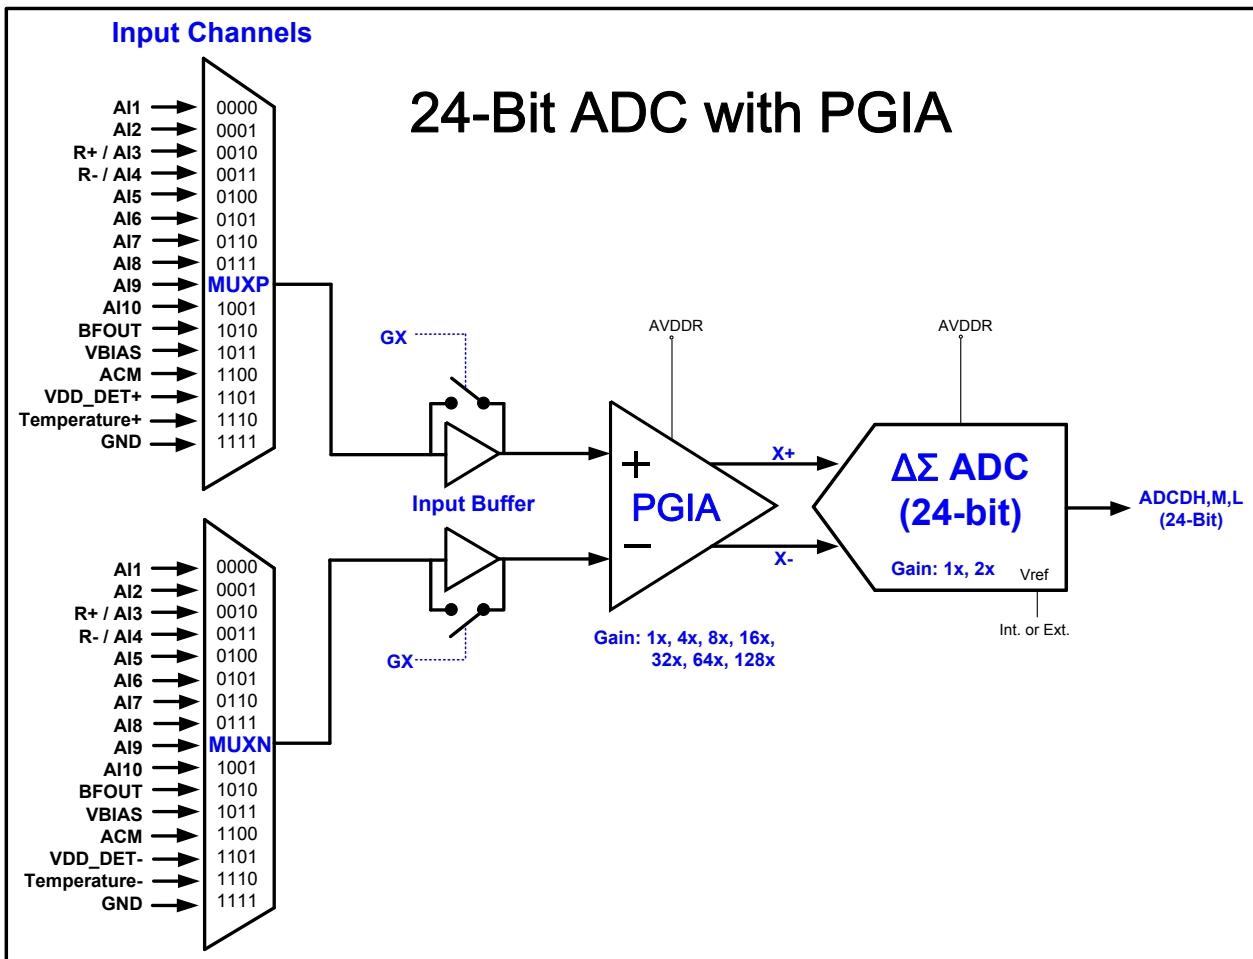 Input Channels
24-Bit ADC with PGIA
AI1 0000
AI2 0001
R+ / AI3 0010
R- / AI4 0011
AI5 0100
AI6 0101
AI7 0110
AI8 0111
AI9 MUXP
AI10 1001
BFOUT 1010
VBIAS 1011
ACM 1100
VDD_DET+ 1101
Temperature+ 1110
GND 1111
GX
Input Buffer
GX
AVDDR
+
PGIA
−
Gain: 1x, 4x, 8x, 16x,
32x, 64x, 128x
X+
X-
AVDDR
ΔΣ ADC
(24-bit)
Gain: 1x, 2x
Vref
Int. or Ext.
ADCDH,M,L
(24-Bit)
AI1 0000
AI2 0001
R+ / AI3 0010
R- / AI4 0011
AI5 0100
AI6 0101
AI7 0110
AI8 0111
AI9 MUXN
AI10 1001
BFOUT 1010
VBIAS 1011
ACM 1100
VDD_DET- 1101
Temperature- 1110
GND 1111